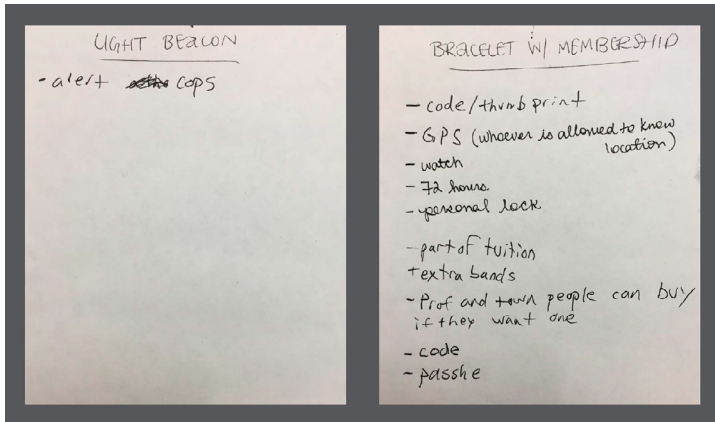 LIGHT BEACON
- alert cops
BRACELET W/ MEMBERSHIP
- code/thumb print
- GPS (whoever is allowed to know
location)
- watch
- 72 hours
- personal lock
- part of tuition
+ extra bands
- Prof and town people can buy
if they want one
- code
- passhe